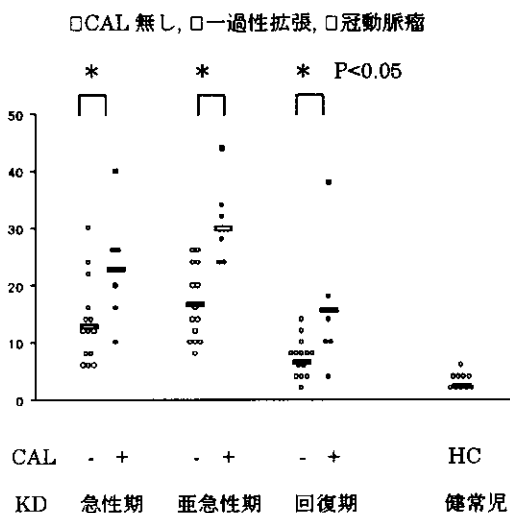 □CAL 無し, □一過性拡張, □冠動脈瘤
* * * P<0.05
50
40
30
20
10
0
CAL - + - + - + HC
KD 急性期 亜急性期 回復期 健常児